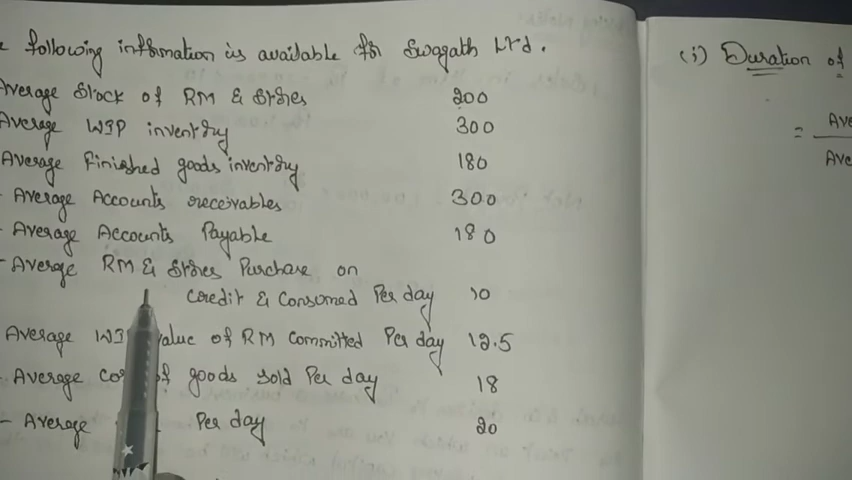 following information is available for Swagath Ltd.
Average Stock of RM & Stores 200
Average WIP inventory 300
Average Finished goods inventory 180
- Average Accounts receivables 300
- Average Accounts Payable 180
- Average RM & Stores Purchase on
Credit & Consumed Per day 10
Average value of RM Committed Per day 12.5
- Average of goods sold Per day 18
- Average Per day 20
(i) Duration of
=